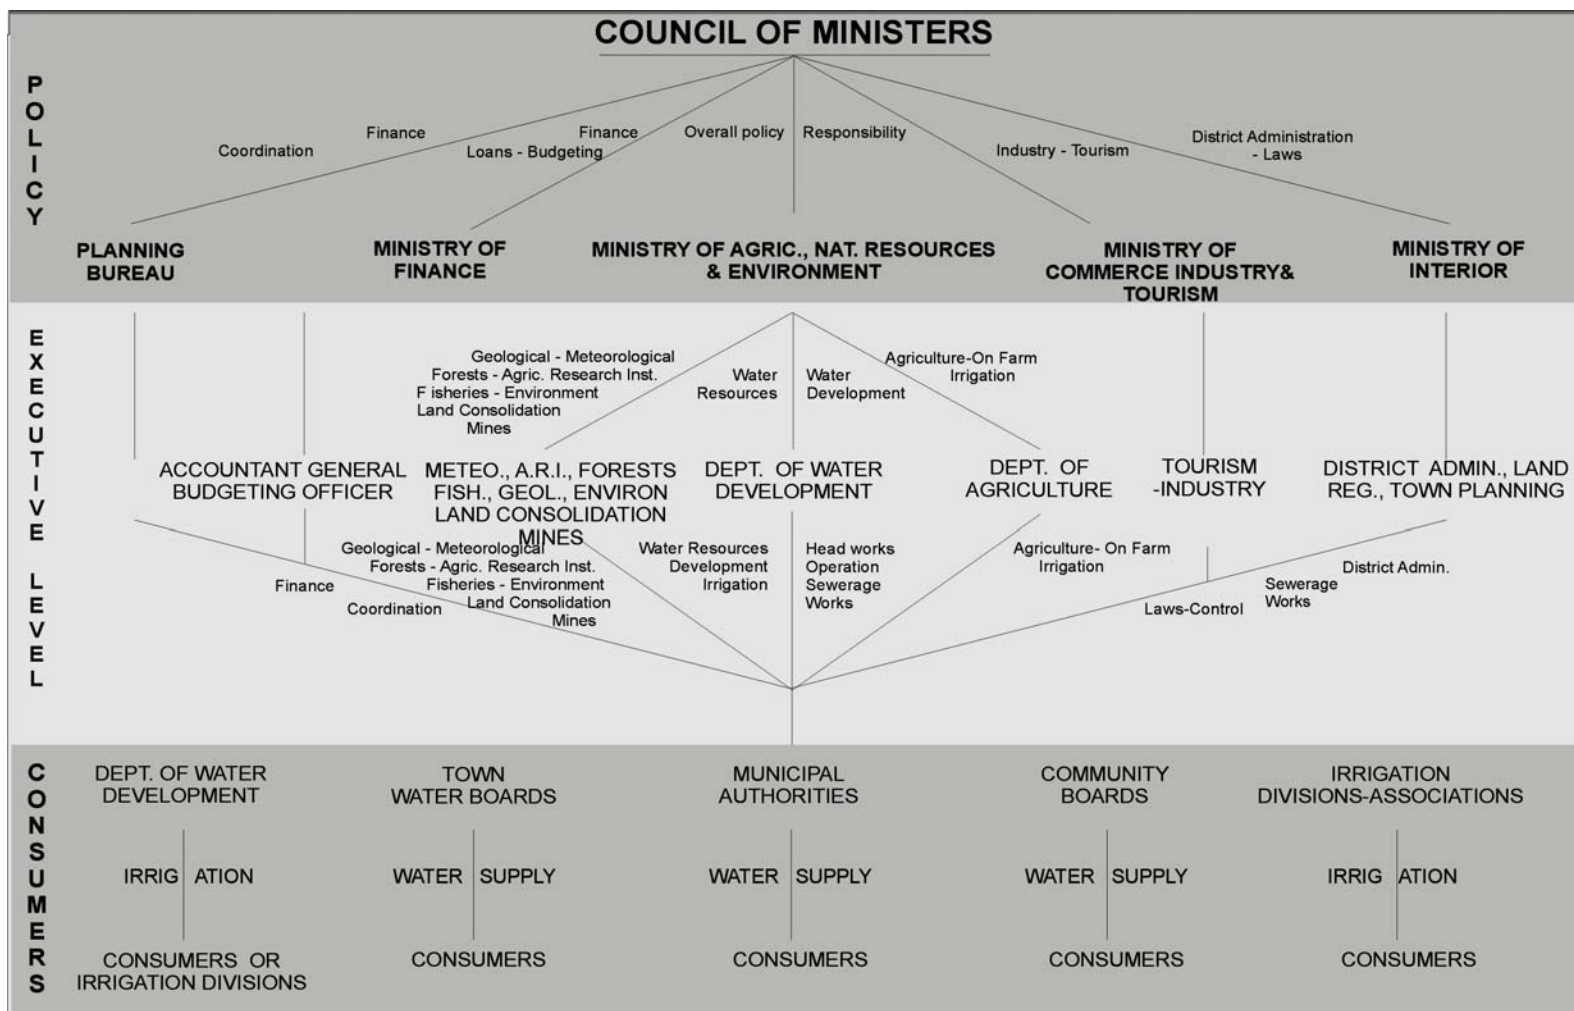 COUNCIL OF MINISTERS
POLICY
Coordination
Finance
Finance
Loans - Budgeting
Overall policy
Responsibility
Industry - Tourism
District Administration
- Laws
PLANNING
BUREAU
MINISTRY OF
FINANCE
MINISTRY OF AGRIC., NAT. RESOURCES
& ENVIRONMENT
MINISTRY OF
COMMERCE INDUSTRY&
TOURISM
MINISTRY OF
INTERIOR
EXECUTIVE LEVEL
Geological - Meteorological
Forests - Agric. Research Inst.
F isheries - Environment
Land Consolidation
Mines
Water
Resources
Water
Development
Agriculture-On Farm
Irrigation
ACCOUNTANT GENERAL
BUDGETING OFFICER
METEO., A.R.I., FORESTS
FISH., GEOL., ENVIRON
LAND CONSOLIDATION
MINES
DEPT. OF WATER
DEVELOPMENT
DEPT. OF
AGRICULTURE
TOURISM
-INDUSTRY
DISTRICT ADMIN., LAND
REG., TOWN PLANNING
Finance
Coordination
Geological - Meteorological
Forests - Agric. Research Inst.
Fisheries - Environment
Land Consolidation
Mines
Water Resources
Development
Irrigation
Head works
Operation
Sewerage
Works
Agriculture- On Farm
Irrigation
Laws-Control
Sewerage
Works
District Admin.
CONSUMERS
DEPT. OF WATER
DEVELOPMENT
TOWN
WATER BOARDS
MUNICIPAL
AUTHORITIES
COMMUNITY
BOARDS
IRRIGATION
DIVISIONS-ASSOCIATIONS
IRRIG ATION
WATER SUPPLY
WATER SUPPLY
WATER SUPPLY
IRRIG ATION
CONSUMERS OR
IRRIGATION DIVISIONS
CONSUMERS
CONSUMERS
CONSUMERS
CONSUMERS